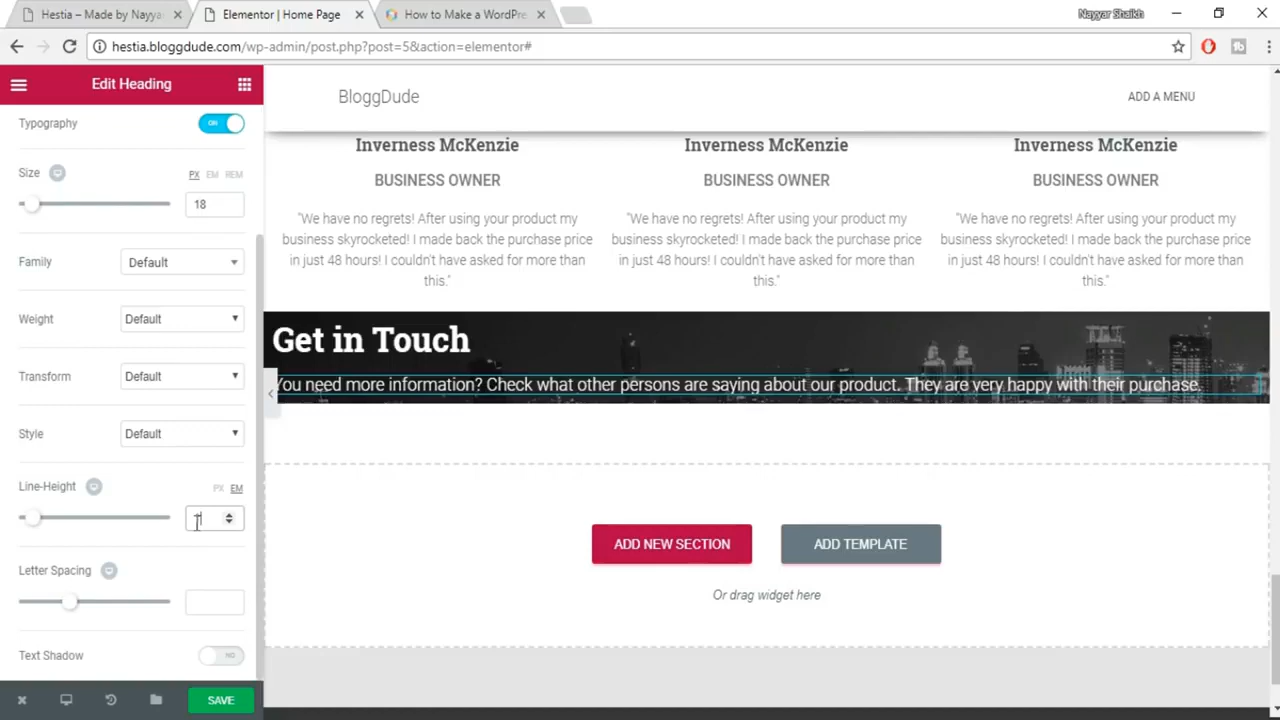 Hestia – Made by Nayya
Elementor | Home Page
How to Make a WordPre
Nayyar Shaikh
hestia.bloggdude.com/wp-admin/post.php?post=5&action=elementor#
Edit Heading
Typography
ON
Size
PX EM REM
18
Family
Default
Weight
Default
Transform
Default
Style
Default
Line-Height
PX EM
Letter Spacing
Text Shadow
NO
SAVE
BloggDude
ADD A MENU
Inverness McKenzie
BUSINESS OWNER
"We have no regrets! After using your product my
business skyrocketed! I made back the purchase price
in just 48 hours! I couldn't have asked for more than
this."
Inverness McKenzie
BUSINESS OWNER
"We have no regrets! After using your product my
business skyrocketed! I made back the purchase price
in just 48 hours! I couldn't have asked for more than
this."
Inverness McKenzie
BUSINESS OWNER
"We have no regrets! After using your product my
business skyrocketed! I made back the purchase price
in just 48 hours! I couldn't have asked for more than
this."
Get in Touch
You need more information? Check what other persons are saying about our product. They are very happy with their purchase.
ADD NEW SECTION
ADD TEMPLATE
Or drag widget here